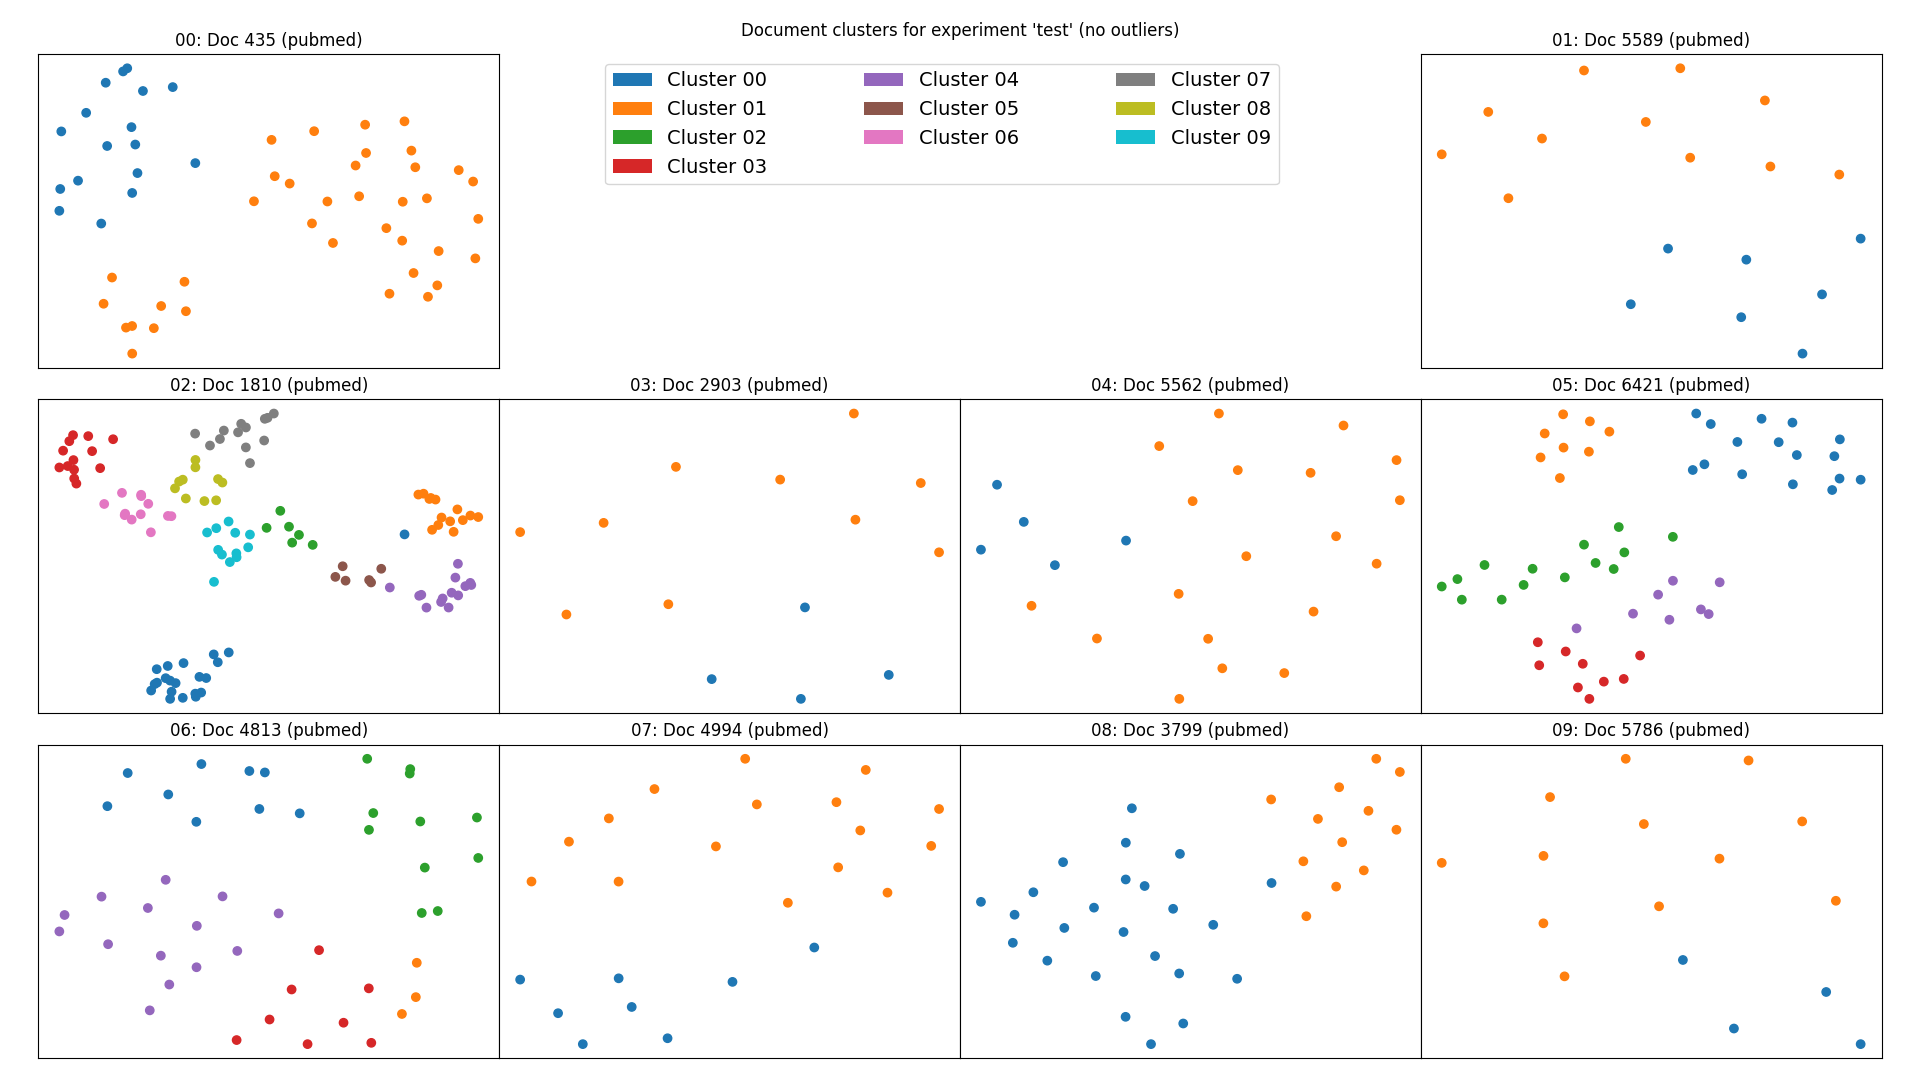 Document clusters for experiment 'test' (no outliers)
00: Doc 435 (pubmed)
Cluster 00
Cluster 01
Cluster 02
Cluster 03
Cluster 04
Cluster 05
Cluster 06
Cluster 07
Cluster 08
Cluster 09
01: Doc 5589 (pubmed)
02: Doc 1810 (pubmed)
03: Doc 2903 (pubmed)
04: Doc 5562 (pubmed)
05: Doc 6421 (pubmed)
06: Doc 4813 (pubmed)
07: Doc 4994 (pubmed)
08: Doc 3799 (pubmed)
09: Doc 5786 (pubmed)